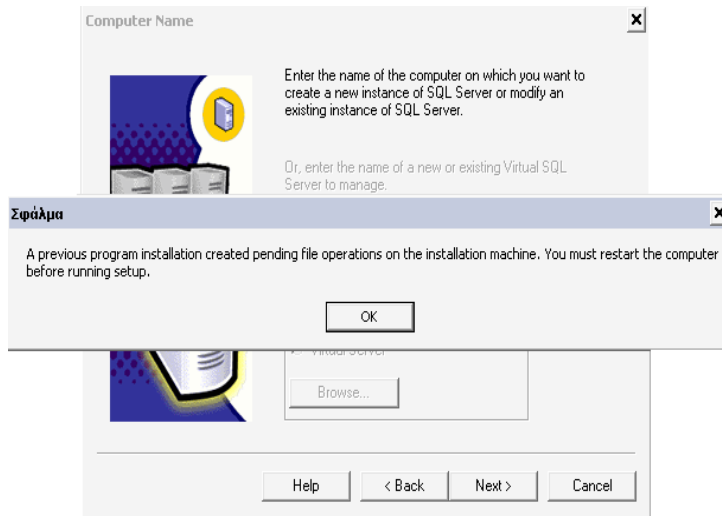 Computer Name
Enter the name of the computer on which you want to
create a new instance of SQL Server or modify an
existing instance of SQL Server.
Or, enter the name of a new or existing Virtual SQL
Server to manage.
Σφάλμα
A previous program installation created pending file operations on the installation machine. You must restart the computer
before running setup.
OK
Virtual Server
Browse...
Help
< Back
Next >
Cancel